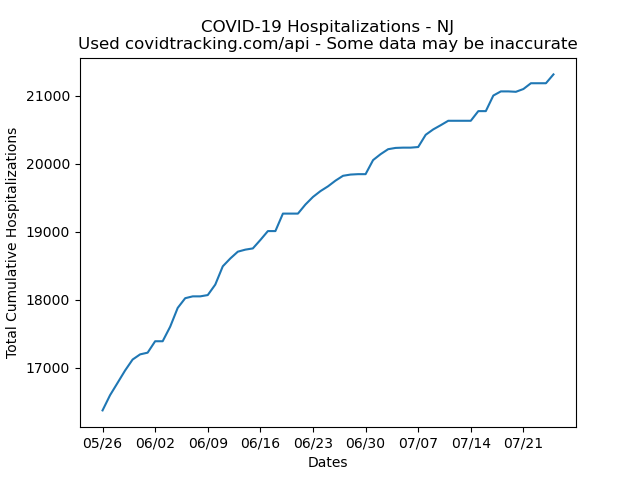 COVID-19 Hospitalizations - NJ
Used covidtracking.com/api - Some data may be inaccurate
Total Cumulative Hospitalizations
21000
20000
19000
18000
17000
05/26 06/02 06/09 06/16 06/23 06/30 07/07 07/14 07/21
Dates